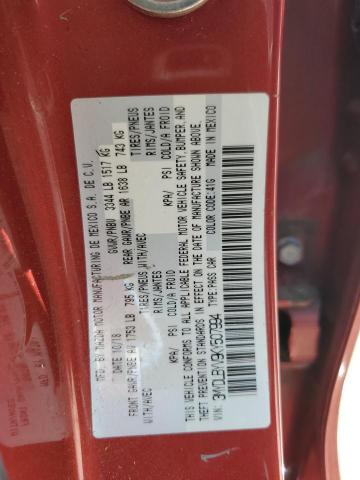 MFD. BY MAZDA MOTOR MANUFACTURING DE MEXICO S.A. DE C.V.
DATE: 10/18 GVWR/PNBV 3344 LB 1517 KG
FRONT GAWR/PNBE AV 1753 LB 795 KG REAR GAWR/PNBE AR 1638 LB 743 KG
WITH/AVEC TIRES/PNEUS WITH/AVEC TIRES/PNEUS
RIMS/JANTES RIMS/JANTES
KPA/ PSI COLD/A FROID KPA/ PSI COLD/A FROID
THIS VEHICLE CONFORMS TO ALL APPLICABLE FEDERAL MOTOR VEHICLE SAFETY, BUMPER, AND
THEFT PREVENTION STANDARDS IN EFFECT ON THE DATE OF MANUFACTURE SHOWN ABOVE.
MADE IN MEXICO
COLOR CODE: 41G
TYPE: PASS CAR
VIN: